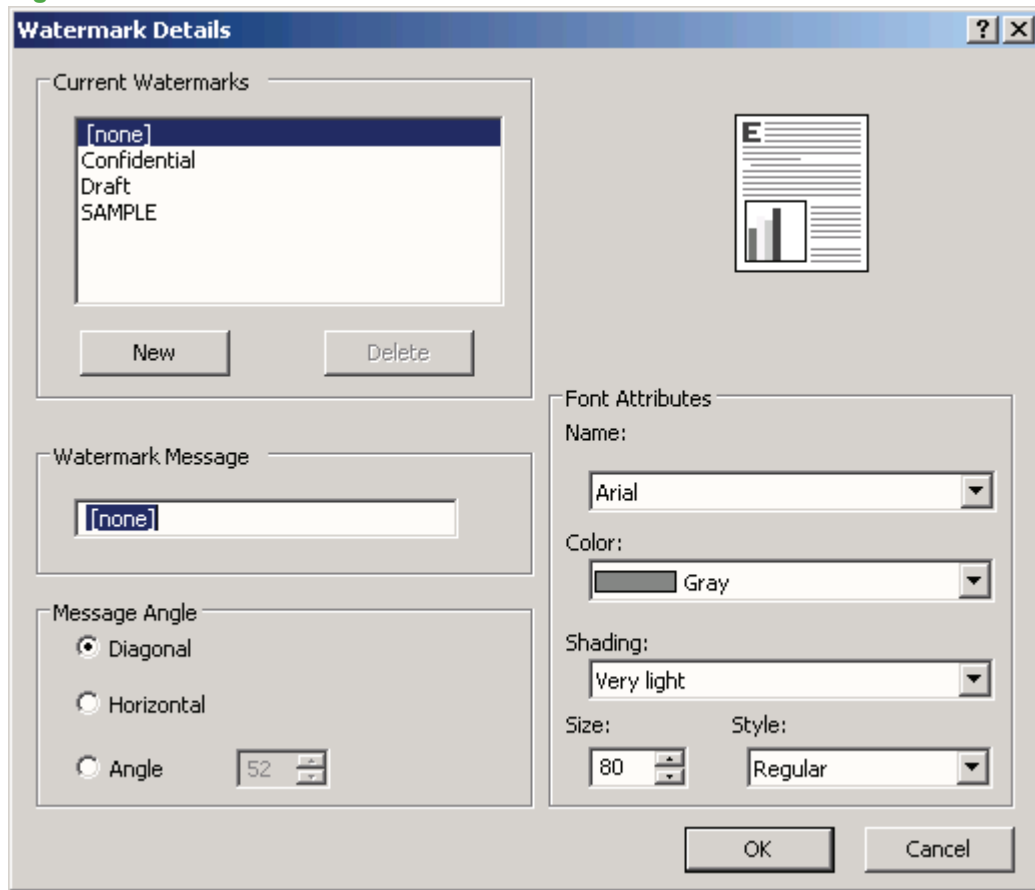 Watermark Details
Current Watermarks
[none]
Confidential
Draft
SAMPLE
New
Delete
E
Watermark Message
[none]
Message Angle
Diagonal
Horizontal
Angle
52
Font Attributes
Name:
Arial
Color:
Gray
Shading:
Very light
Size:
Style:
80
Regular
OK
Cancel